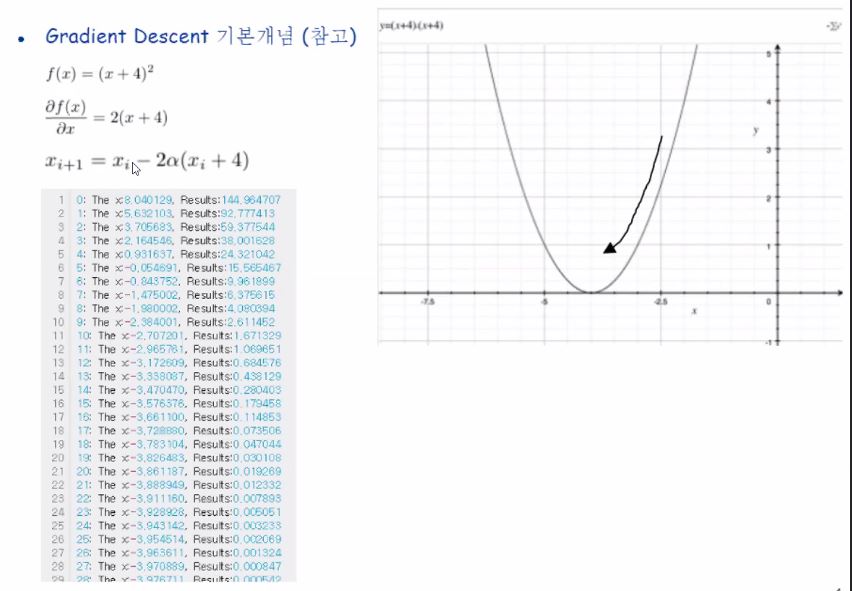 • Gradient Descent 기본개념 (참고)
f(x) = (x + 4)²
∂f(x)/∂x = 2(x + 4)
xᵢ₊₁ = xᵢ − 2α(xᵢ + 4)
1 0: The x:8.040129, Results:144.964707
2 1: The x:5.632103, Results:92.777413
3 2: The x:3.705683, Results:59.377544
4 3: The x:2.164546, Results:38.001628
5 4: The x:0.931637, Results:24.321042
6 5: The x:-0.054691, Results:15.565467
7 6: The x:-0.843752, Results:9.961899
8 7: The x:-1.475002, Results:6.375615
9 8: The x:-1.980002, Results:4.080394
10 9: The x:-2.384001, Results:2.611452
11 10: The x:-2.707201, Results:1.671329
12 11: The x:-2.965761, Results:1.069651
13 12: The x:-3.172609, Results:0.684576
14 13: The x:-3.338087, Results:0.438129
15 14: The x:-3.470470, Results:0.280403
16 15: The x:-3.576376, Results:0.179458
17 16: The x:-3.661100, Results:0.114853
18 17: The x:-3.728880, Results:0.073506
19 18: The x:-3.783104, Results:0.047044
20 19: The x:-3.826483, Results:0.030108
21 20: The x:-3.861187, Results:0.019269
22 21: The x:-3.888949, Results:0.012332
23 22: The x:-3.911160, Results:0.007893
24 23: The x:-3.928928, Results:0.005051
25 24: The x:-3.943142, Results:0.003233
26 25: The x:-3.954514, Results:0.002069
27 26: The x:-3.963611, Results:0.001324
28 27: The x:-3.970889, Results:0.000847
29 28: The x:-3.976711, Results:0.000542
y=(x+4)(x+4)
5
4
y
3
2
1
-7.5 -5 -2.5 0
x
-1